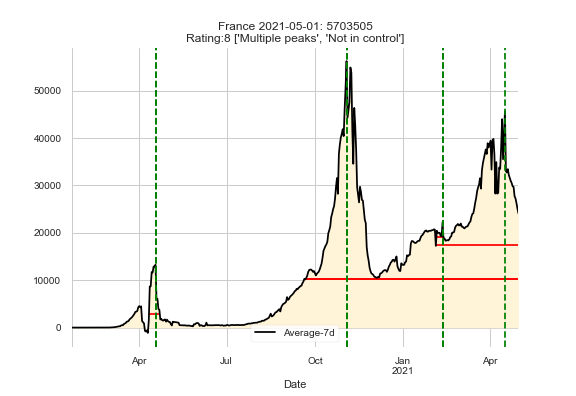 France 2021-05-01: 5703505
Rating:8 ['Multiple peaks', 'Not in control']
50000
40000
30000
20000
10000
0
Average-7d
Apr
Jul
Oct
Jan
2021
Apr
Date